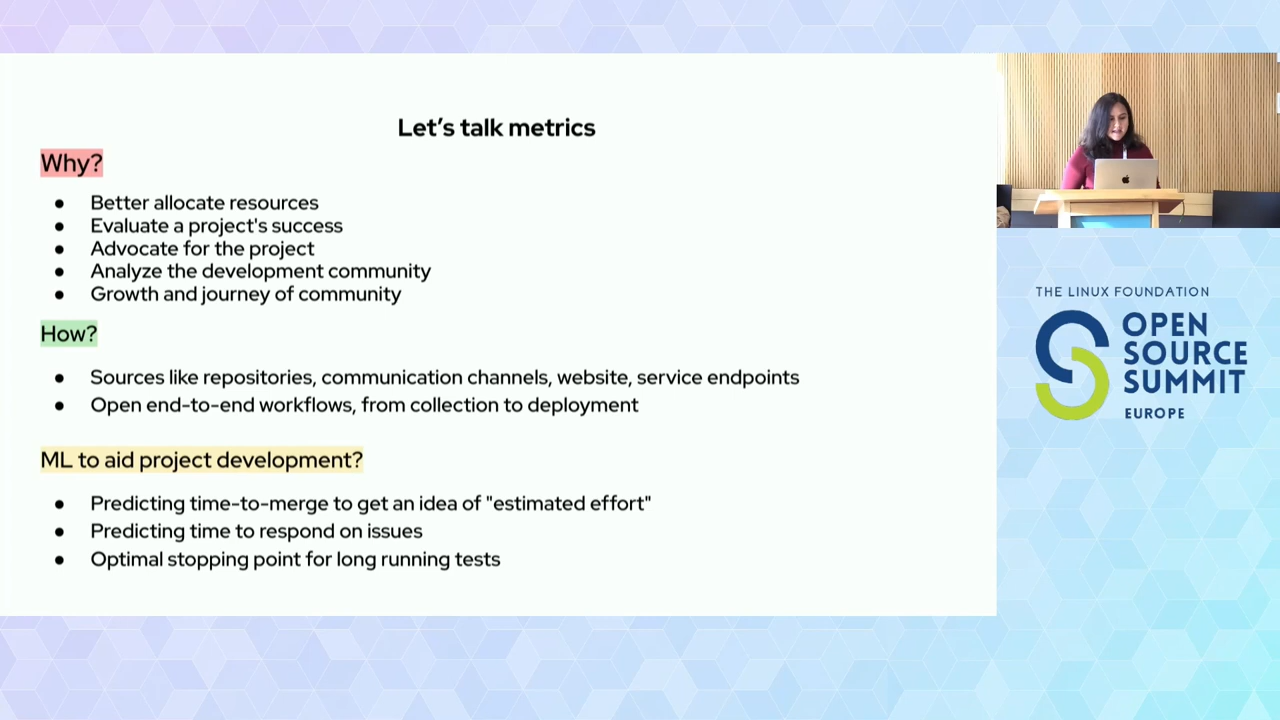 Let's talk metrics
Why?
● Better allocate resources
● Evaluate a project's success
● Advocate for the project
● Analyze the development community
● Growth and journey of community
How?
● Sources like repositories, communication channels, website, service endpoints
● Open end-to-end workflows, from collection to deployment
ML to aid project development?
● Predicting time-to-merge to get an idea of "estimated effort"
● Predicting time to respond on issues
● Optimal stopping point for long running tests
THE LINUX FOUNDATION
OPEN
SOURCE
SUMMIT
EUROPE